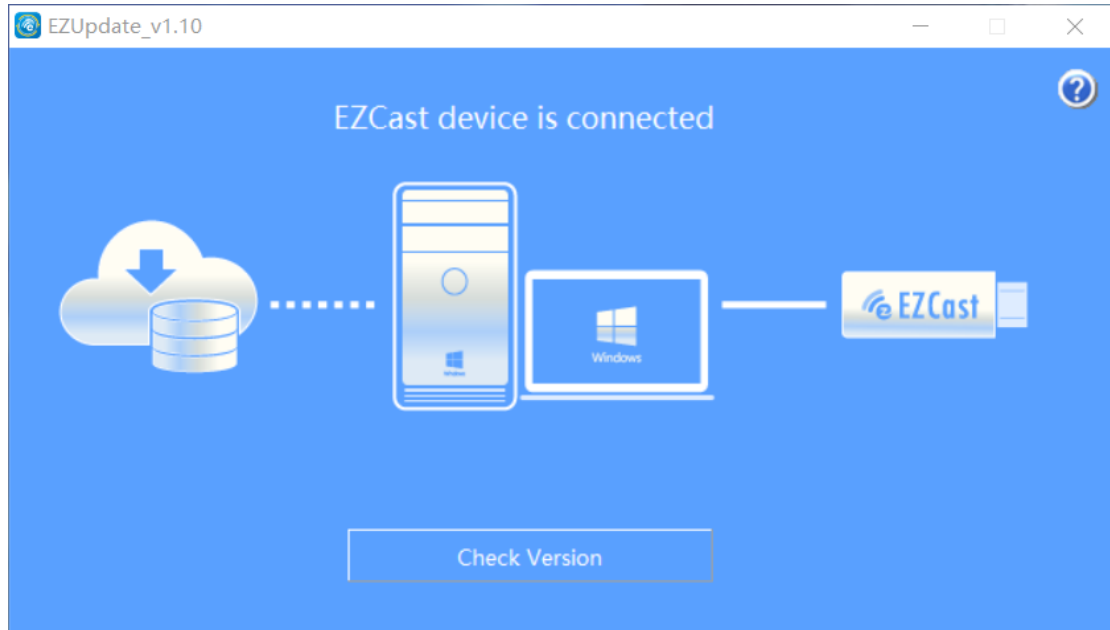 EZUpdate_v1.10
EZCast device is connected
Windows
EZCast
Check Version